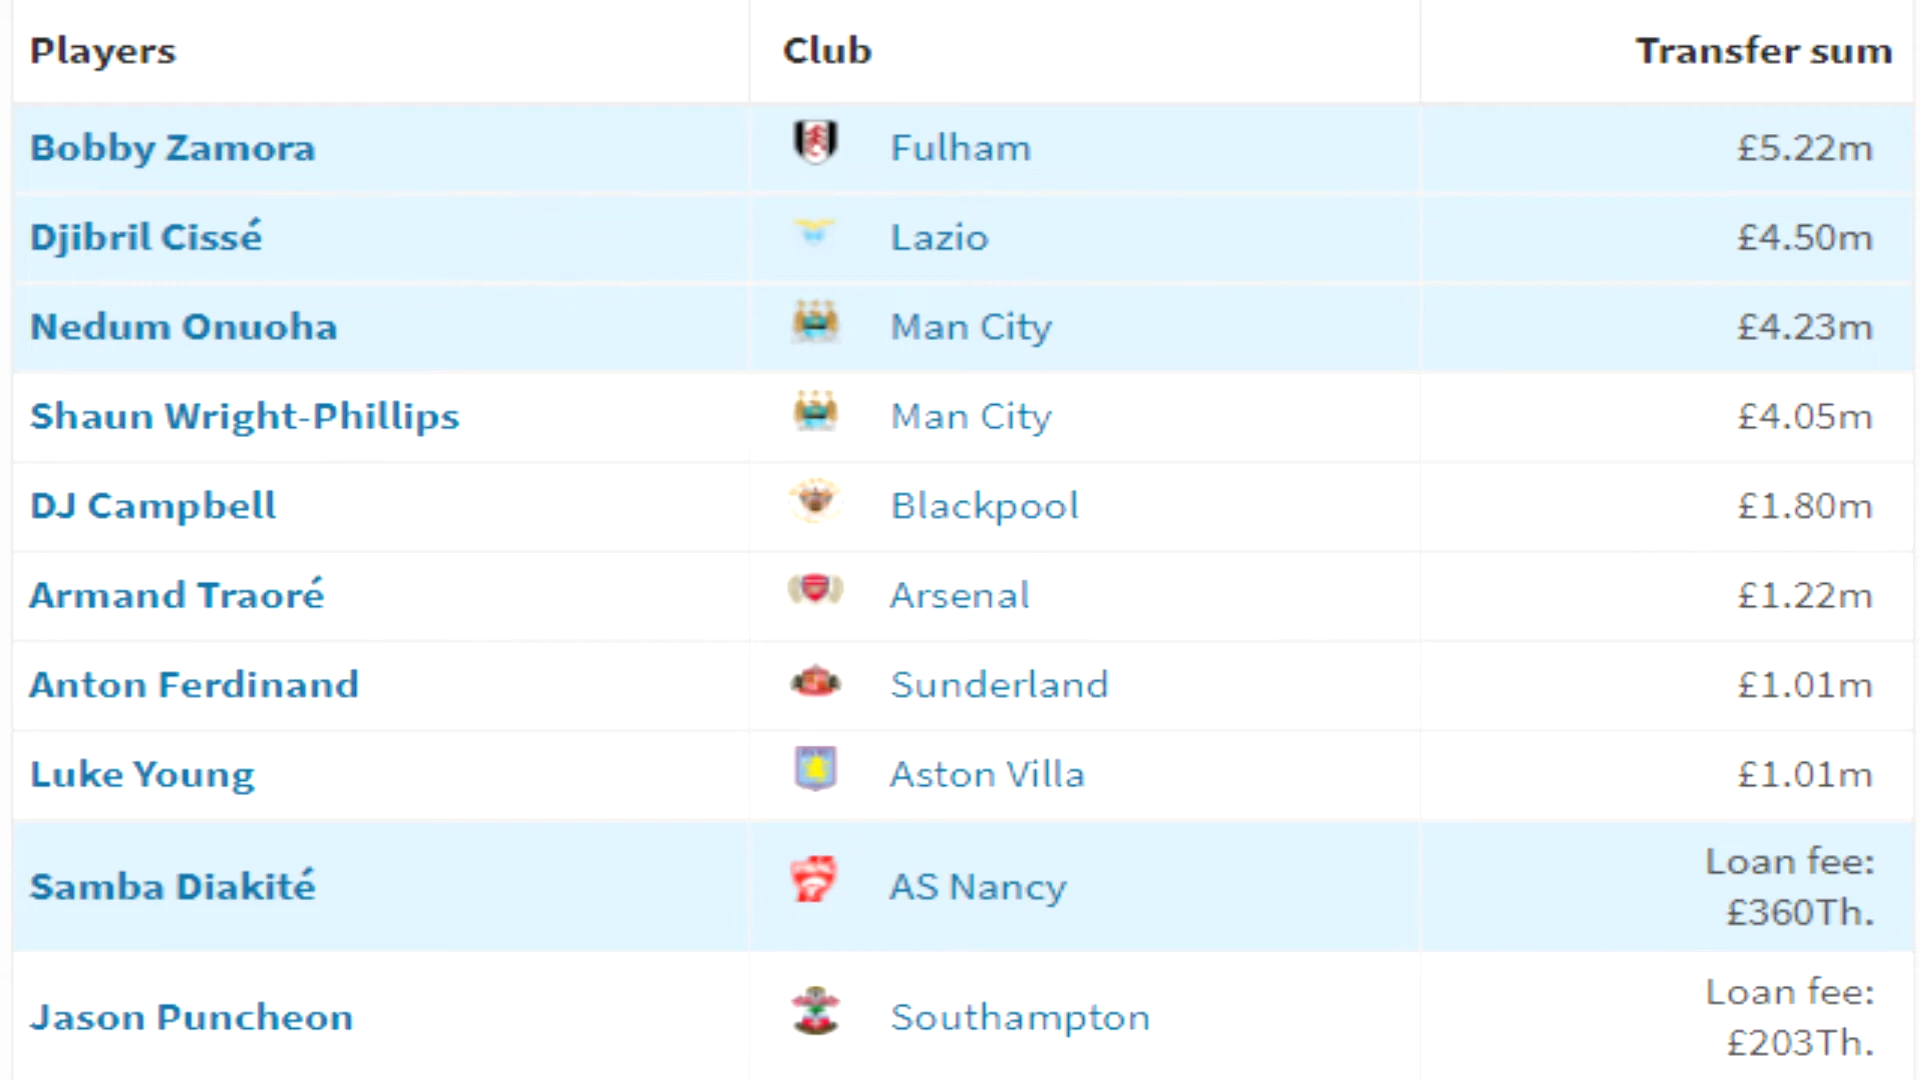 Players Club Transfer sum
Bobby Zamora Fulham £5.22m
Djibril Cissé Lazio £4.50m
Nedum Onuoha Man City £4.23m
Shaun Wright-Phillips Man City £4.05m
DJ Campbell Blackpool £1.80m
Armand Traoré Arsenal £1.22m
Anton Ferdinand Sunderland £1.01m
Luke Young Aston Villa £1.01m
Samba Diakité AS Nancy Loan fee:
£360Th.
Jason Puncheon Southampton Loan fee:
£203Th.